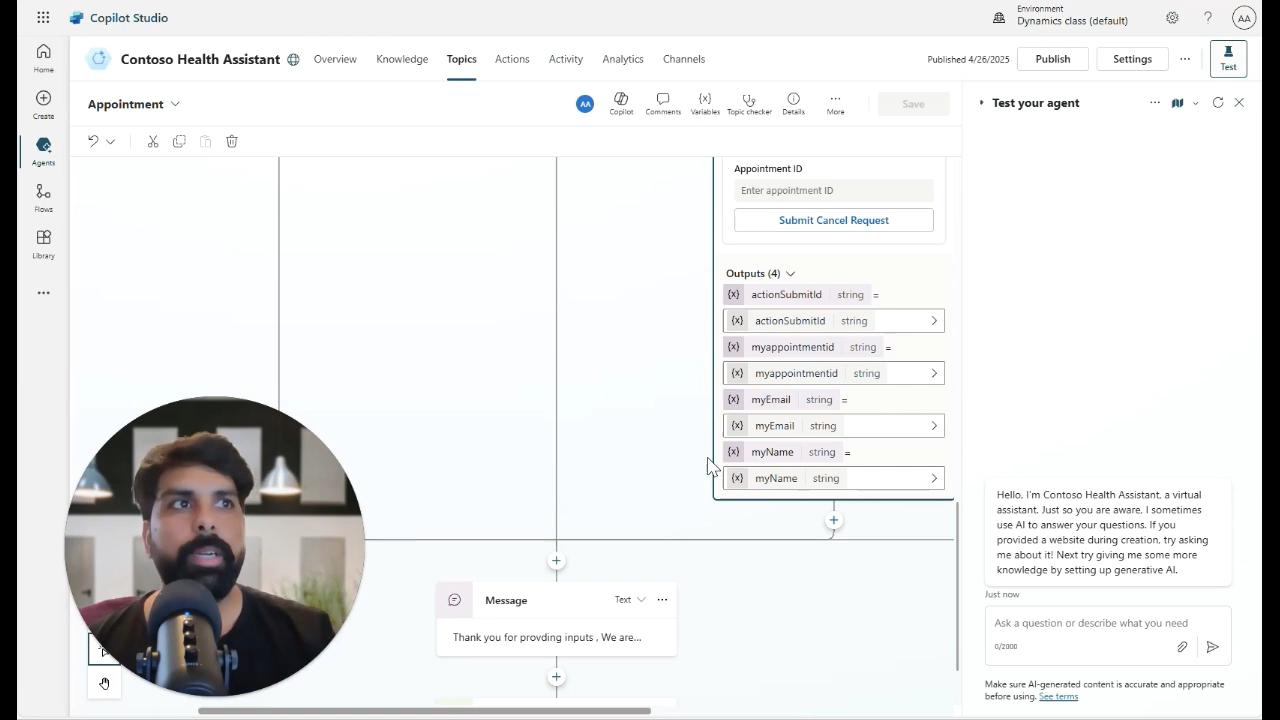 Copilot Studio
Environment
Dynamics class (default)
AA
Home
Create
Agents
Flows
Library
Contoso Health Assistant
Overview
Knowledge
Topics
Actions
Activity
Analytics
Channels
Published 4/26/2025
Publish
Settings
Test
Appointment
AA
Copilot
Comments
Variables
Topic checker
Details
More
Save
Appointment ID
Enter appointment ID
Submit Cancel Request
Outputs (4)
{x} actionSubmitId string =
{x} actionSubmitId string
{x} myappointmentid string =
{x} myappointmentid string
{x} myEmail string =
{x} myEmail string
{x} myName string =
{x} myName string
Message
Text
Thank you for provding inputs , We are...
Test your agent
Hello, I'm Contoso Health Assistant, a virtual
assistant. Just so you are aware, I sometimes
use AI to answer your questions. If you
provided a website during creation, try asking
me about it! Next try giving me some more
knowledge by setting up generative AI.
Just now
Ask a question or describe what you need
0/2000
Make sure AI-generated content is accurate and appropriate
before using. See terms